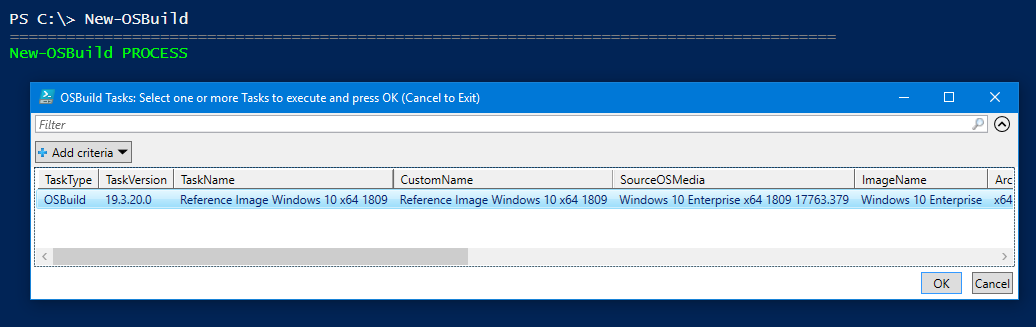 PS C:\> New-OSBuild
========================================================================================
New-OSBuild PROCESS
OSBuild Tasks: Select one or more Tasks to execute and press OK (Cancel to Exit)
Filter
Add criteria
TaskType TaskVersion TaskName CustomName SourceOSMedia ImageName Arc
OSBuild 19.3.20.0 Reference Image Windows 10 x64 1809 Reference Image Windows 10 x64 1809 Windows 10 Enterprise x64 1809 17763.379 Windows 10 Enterprise x64
OK Cancel